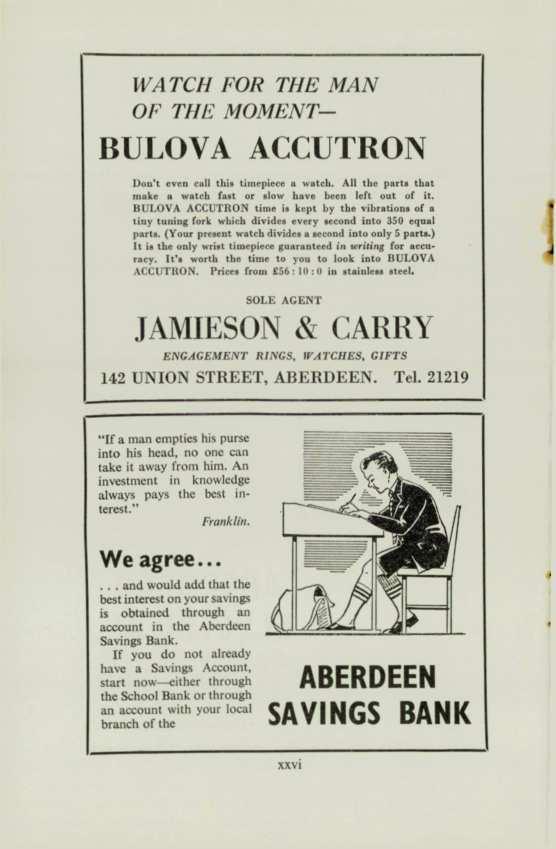 WATCH FOR THE MAN
OF THE MOMENT—
BULOVA ACCUTRON
Don't even call this timepiece a watch. All the parts that
make a watch fast or slow have been left out of it.
BULOVA ACCUTRON time is kept by the vibrations of a
tiny tuning fork which divides every second into 350 equal
parts. (Your present watch divides a second into only 5 parts.)
It is the only wrist timepiece guaranteed in writing for accu-
racy. It's worth the time to you to look into BULOVA
ACCUTRON. Prices from £56 : 10 : 0 in stainless steel.
SOLE AGENT
JAMIESON & CARRY
ENGAGEMENT RINGS, WATCHES, GIFTS
142 UNION STREET, ABERDEEN. Tel. 21219
"If a man empties his purse
into his head, no one can
take it away from him. An
investment in knowledge
always pays the best in-
terest."
Franklin.
We agree...
. . . and would add that the
best interest on your savings
is obtained through an
account in the Aberdeen
Savings Bank.
If you do not already
have a Savings Account,
start now—either through
the School Bank or through
an account with your local
branch of the
ABERDEEN
SAVINGS BANK
xxvi